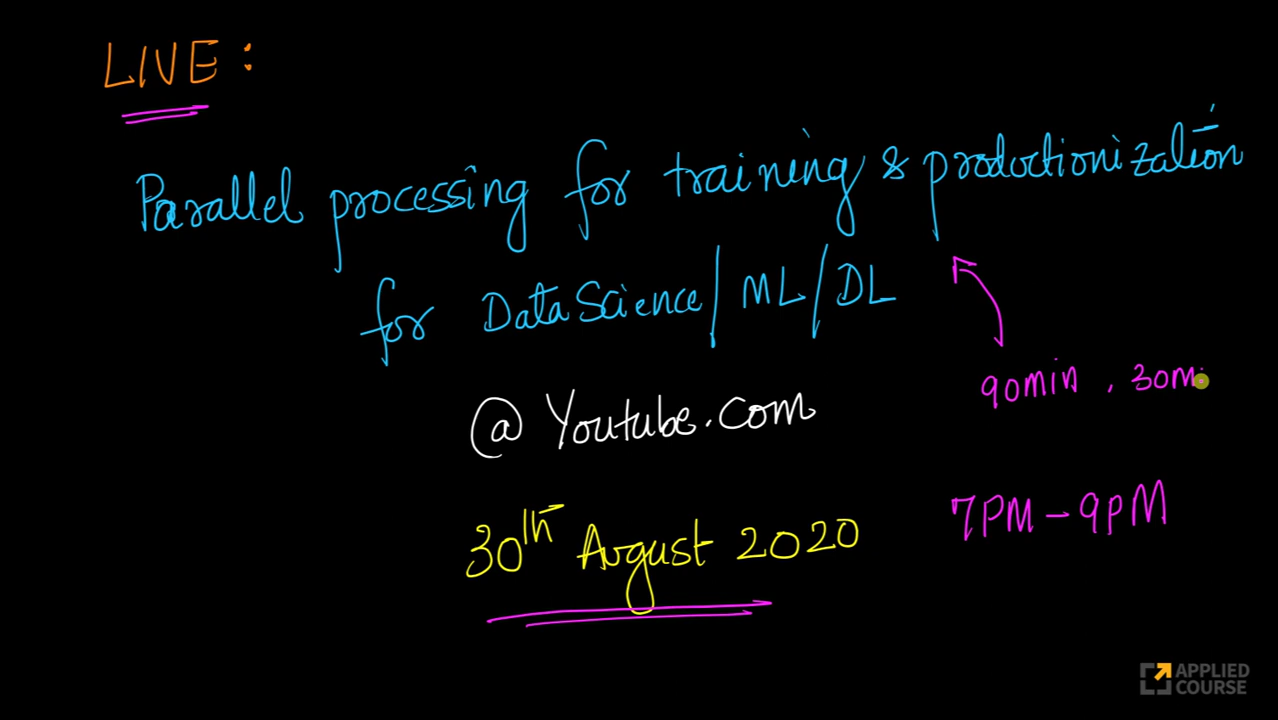 LIVE :
Parallel processing for training & productionization
for DataScience/ML/DL
90min , 30m
@ Youtube.com
7PM - 9PM
30th August 2020
APPLIED
COURSE